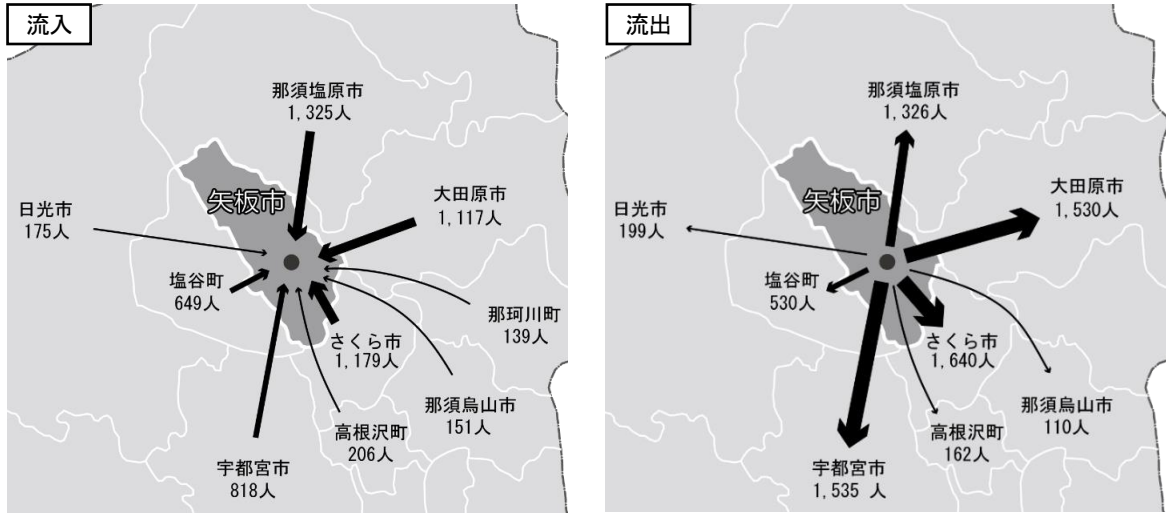 流入
那須塩原市
1,325人
矢板市
大田原市
1,117人
日光市
175人
塩谷町
649人
那珂川町
139人
さくら市
1,179人
那須烏山市
151人
高根沢町
206人
宇都宮市
818人
流出
那須塩原市
1,326人
矢板市
大田原市
1,530人
日光市
199人
塩谷町
530人
さくら市
1,640人
那須烏山市
110人
高根沢町
162人
宇都宮市
1,535 人